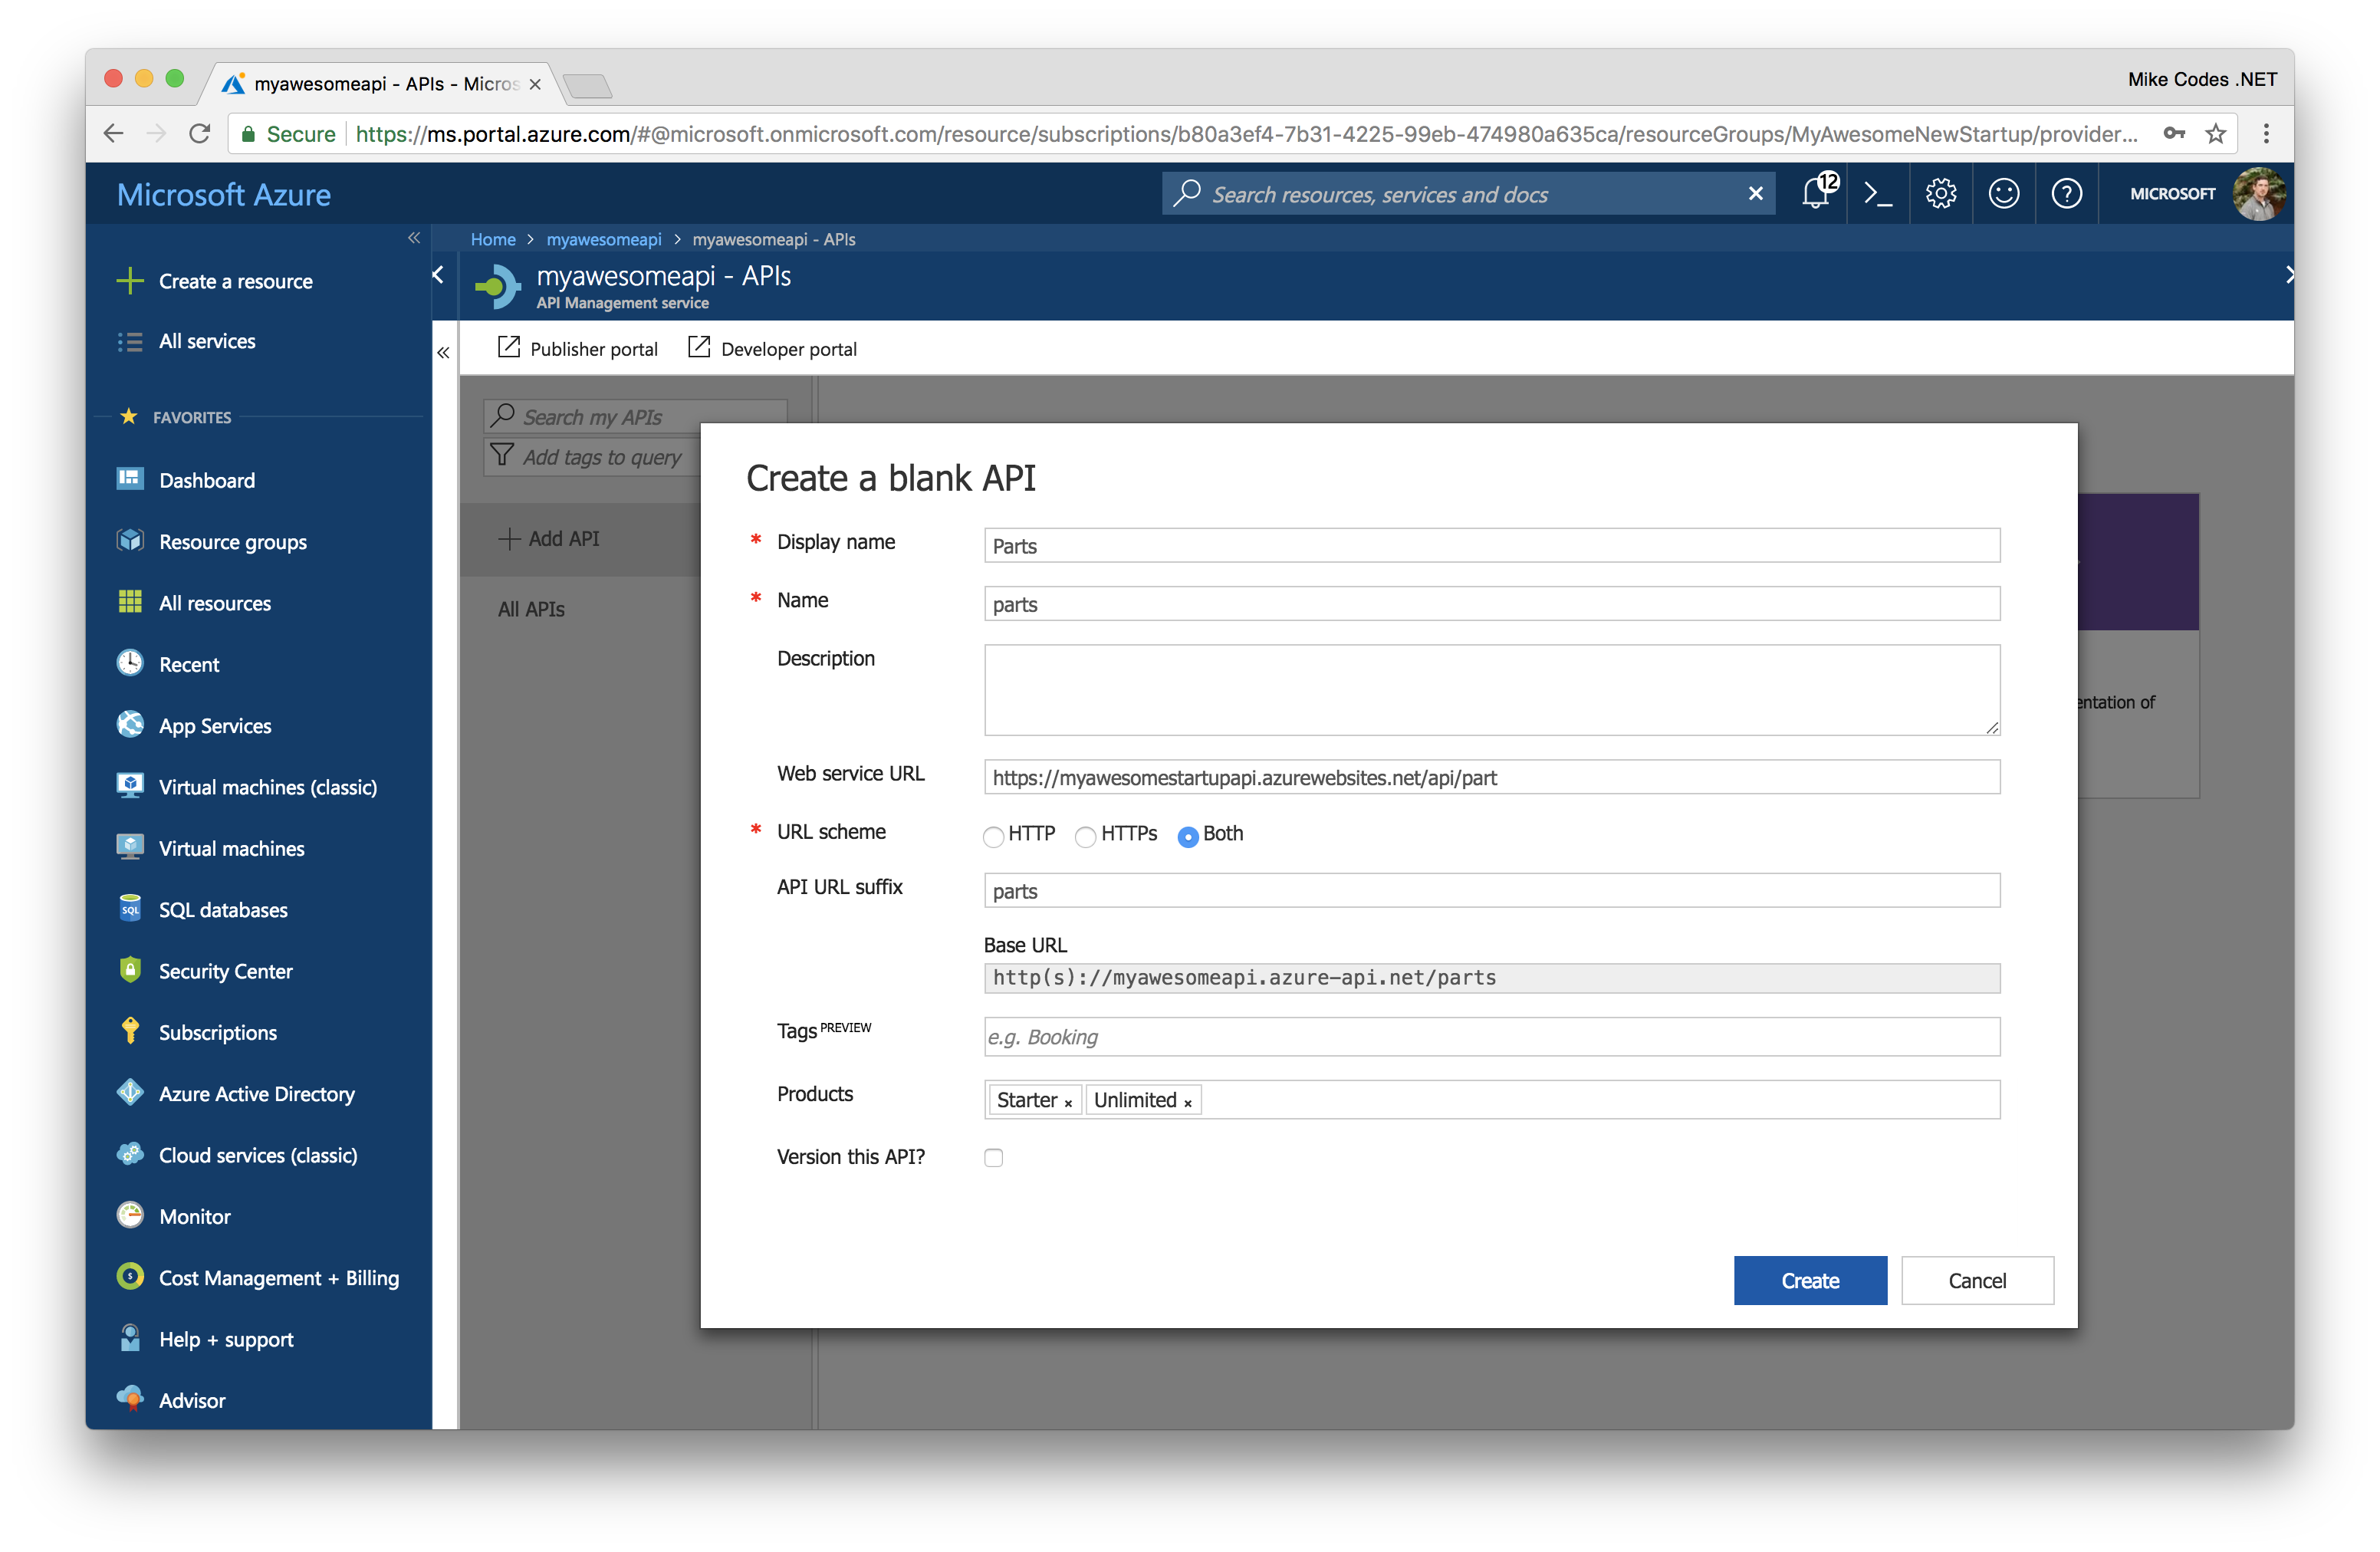 myawesomeapi - APIs - Micros
Mike Codes .NET
Secure
https://ms.portal.azure.com/#@microsoft.onmicrosoft.com/resource/subscriptions/b80a3ef4-7b31-4225-99eb-474980a635ca/resourceGroups/MyAwesomeNewStartup/provider...
Microsoft Azure
Search resources, services and docs
12
MICROSOFT
Home > myawesomeapi > myawesomeapi - APIs
myawesomeapi - APIs
API Management service
Publisher portal
Developer portal
Create a resource
All services
FAVORITES
Dashboard
Resource groups
All resources
Recent
App Services
Virtual machines (classic)
Virtual machines
SQL databases
Security Center
Subscriptions
Azure Active Directory
Cloud services (classic)
Monitor
Cost Management + Billing
Help + support
Advisor
Search my APIs
Add tags to query
Add API
All APIs
entation of
Create a blank API
* Display name
Parts
* Name
parts
Description
Web service URL
https://myawesomestartupapi.azurewebsites.net/api/part
* URL scheme
HTTP HTTPs Both
API URL suffix
parts
Base URL
http(s)://myawesomeapi.azure-api.net/parts
Tags PREVIEW
e.g. Booking
Products
Starter × Unlimited ×
Version this API?
Create
Cancel